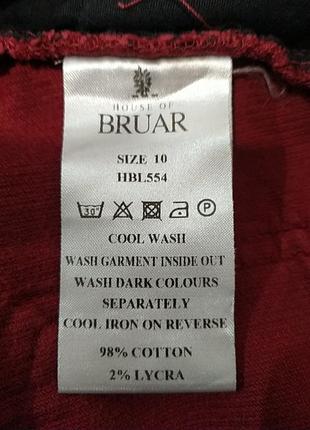 HOUSE OF
BRUAR
SIZE 10
HBL554
30° P
COOL WASH
WASH GARMENT INSIDE OUT
WASH DARK COLOURS
SEPARATELY
COOL IRON ON REVERSE
98% COTTON
2% LYCRA